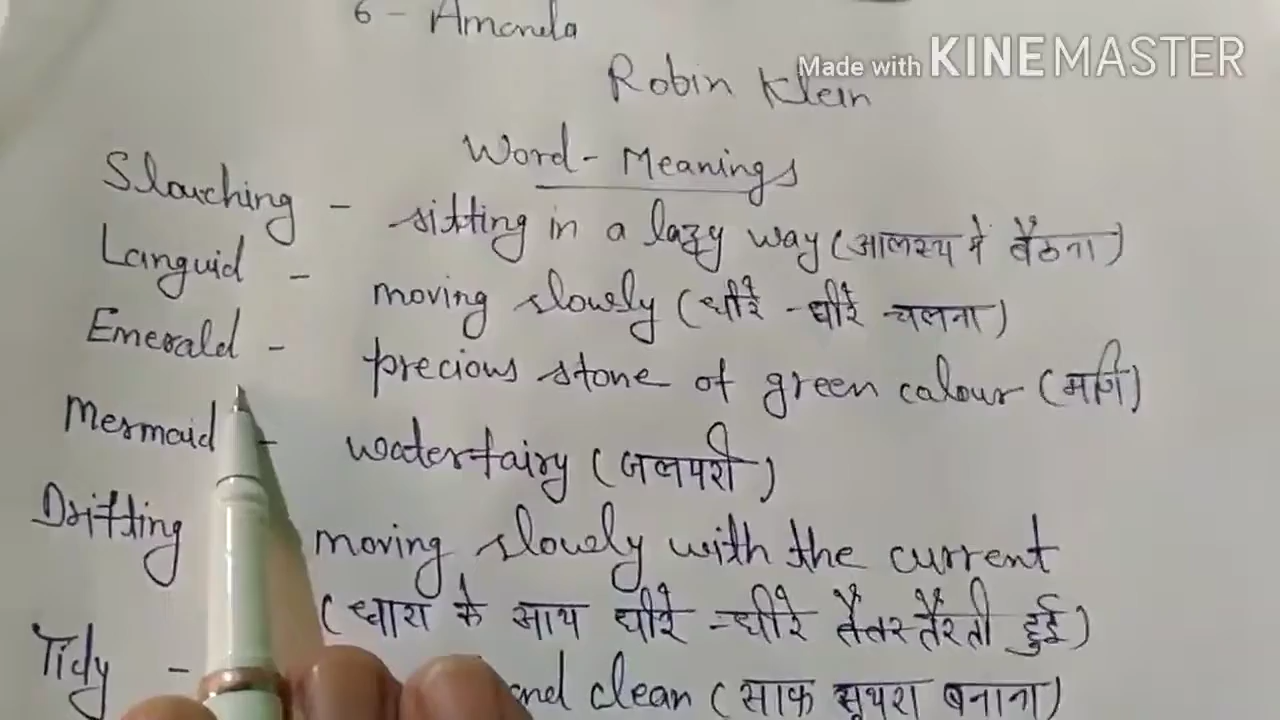 6 - Amanda
Made with KINEMASTER
Robin Klein
Word - Meanings
Slouching - sitting in a lazy way (आलस्य मे बैठना)
Languid - moving slowly (धीरे - धीरे चलना)
Emerald - precious stone of green calour (मणि)
Mermaid - waterfairy (जलपरी)
Drifting moving slowly with the current
(धारा के साथ धीरे - धीरे तैरती हुई)
Tidy - and clean (साफ सुथरा बनाना)